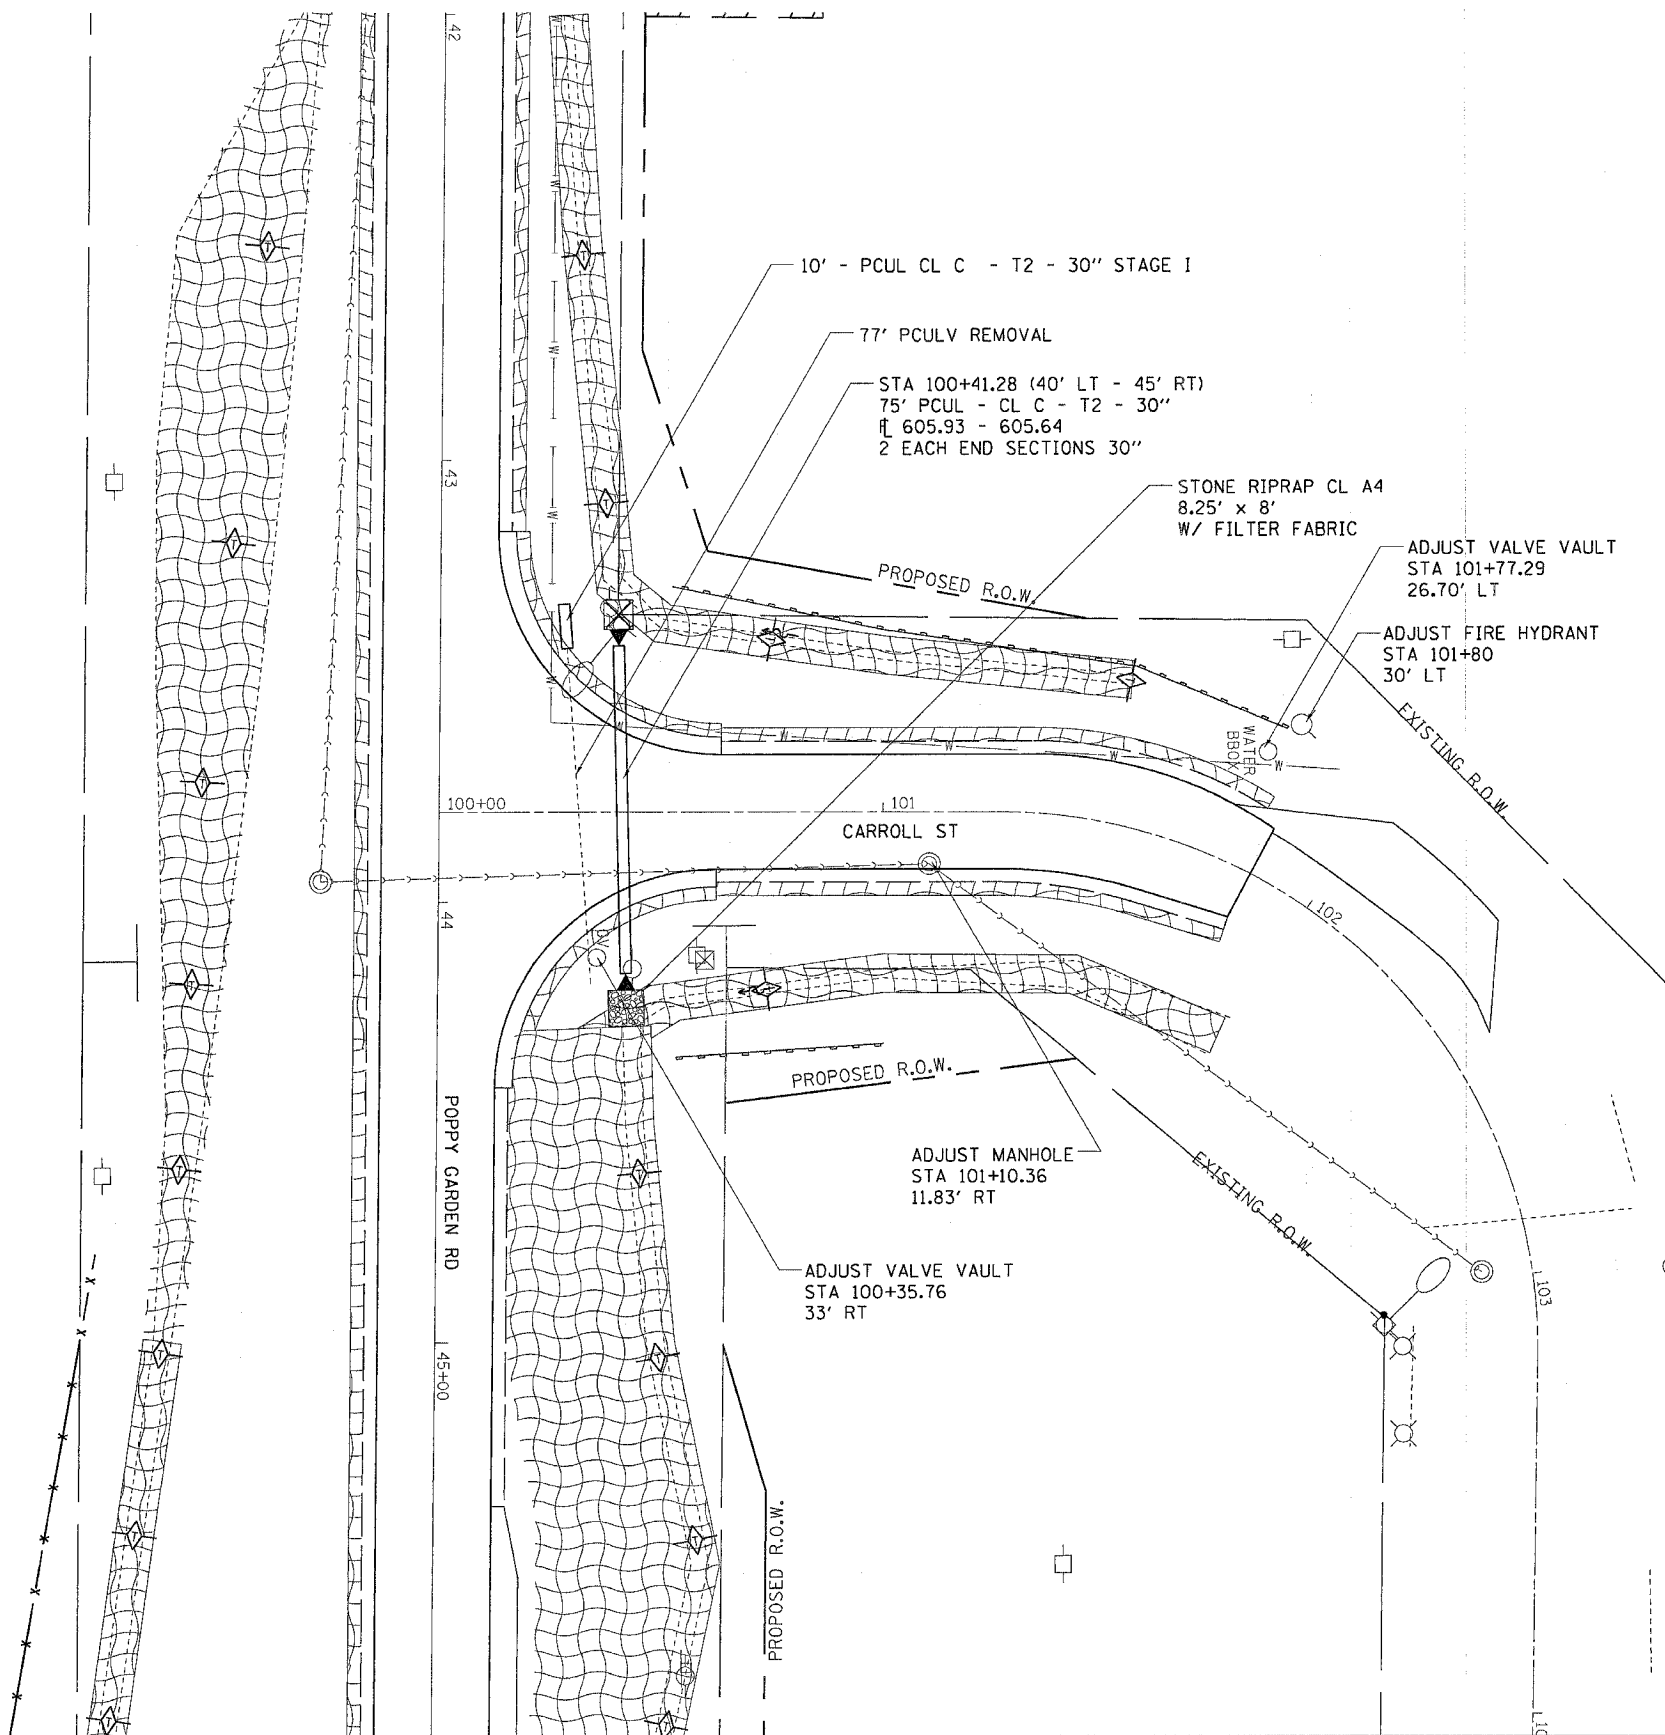 42
10' - PCUL CL C - T2 - 30" STAGE I
77' PCULV REMOVAL
STA 100+41.28 (40' LT - 45' RT)
75' PCUL - CL C - T2 - 30"
FL 605.93 - 605.64
2 EACH END SECTIONS 30"
43
STONE RIPRAP CL A4
8.25' x 8'
W/ FILTER FABRIC
ADJUST VALVE VAULT
STA 101+77.29
26.70' LT
PROPOSED R.O.W.
ADJUST FIRE HYDRANT
STA 101+80
30' LT
EXISTING R.O.W.
WATER
BBOX
100+00
101
CARROLL ST
44
102
PROPOSED R.O.W.
POPPY GARDEN RD
ADJUST MANHOLE
STA 101+10.36
11.83' RT
EXISTING R.O.W.
ADJUST VALVE VAULT
STA 100+35.76
33' RT
103
45+00
PROPOSED R.O.W.